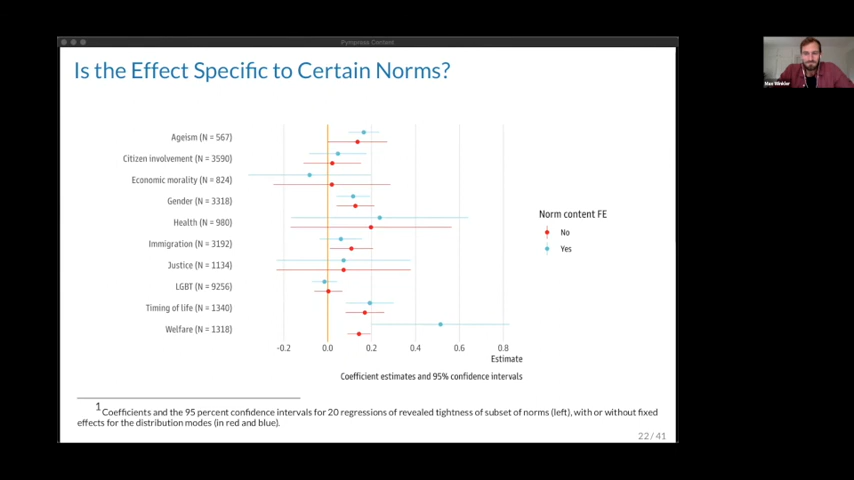 Pympress Content
Is the Effect Specific to Certain Norms?
Ageism (N = 567)
Citizen involvement (N = 3590)
Economic morality (N = 824)
Gender (N = 3318)
Health (N = 980)
Immigration (N = 3192)
Justice (N = 1134)
LGBT (N = 9256)
Timing of life (N = 1340)
Welfare (N = 1318)
-0.2 0.0 0.2 0.4 0.6 0.8
Estimate
Norm content FE
No
Yes
Coefficient estimates and 95% confidence intervals
1Coefficients and the 95 percent confidence intervals for 20 regressions of revealed tightness of subset of norms (left), with or without fixed
effects for the distribution modes (in red and blue).
22 / 41
Max Winkler